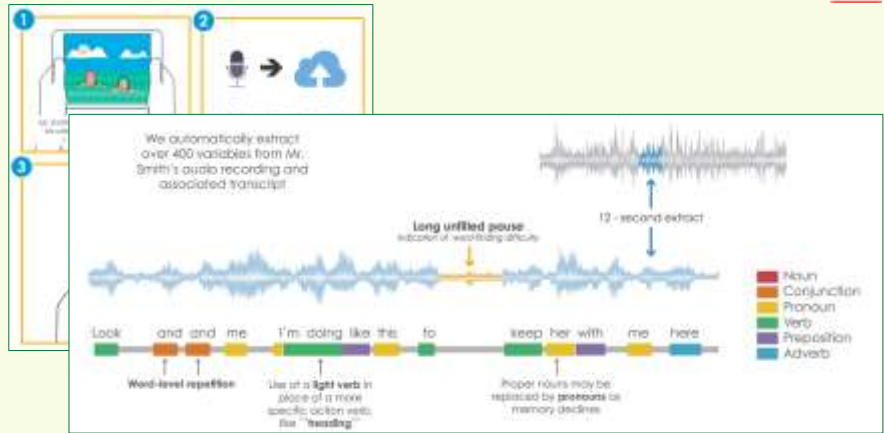 1
2
3
We automatically extract
over 400 variables from Mr.
Smith's audio recording and
associated transcript
Long unfilled pause
Indication of word-finding difficulty
12 - second extract
Noun
Conjunction
Pronoun
Verb
Preposition
Adverb
Look and and me I'm doing like this to keep her with me here
Word-level repetition
Use of a light verb in
place of a more
specific action verb
like "heading"
Proper nouns may be
replaced by pronouns as
memory declines